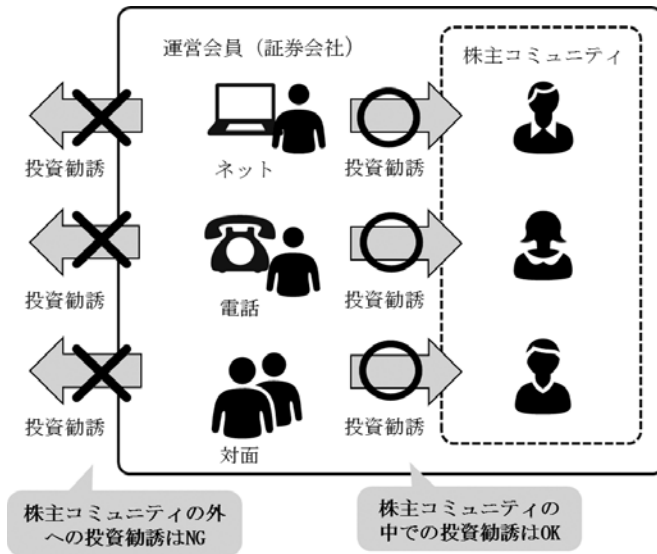 運営会員（証券会社）
株主コミュニティ
投資勧誘
ネット
投資勧誘
投資勧誘
電話
投資勧誘
投資勧誘
対面
投資勧誘
株主コミュニティの外
への投資勧誘はNG
株主コミュニティの
中での投資勧誘はOK